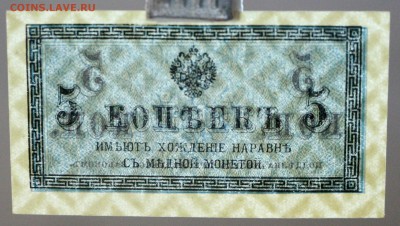 COINS.LAVE.RU
5 КОПѢЕКЪ 5
ИМѢЮТЪ ХОЖДЕНІЕ НАРАВНѢ
СЪ МѢДНОЙ МОНЕТОЙ.